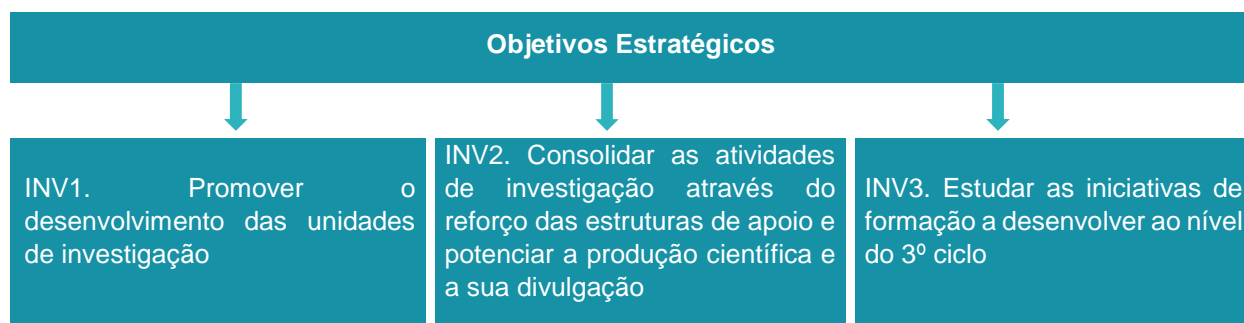 Objetivos Estratégicos
INV1. Promover o
desenvolvimento das unidades
de investigação
INV2. Consolidar as atividades
de investigação através do
reforço das estruturas de apoio e
potenciar a produção científica e
a sua divulgação
INV3. Estudar as iniciativas de
formação a desenvolver ao nível
do 3º ciclo